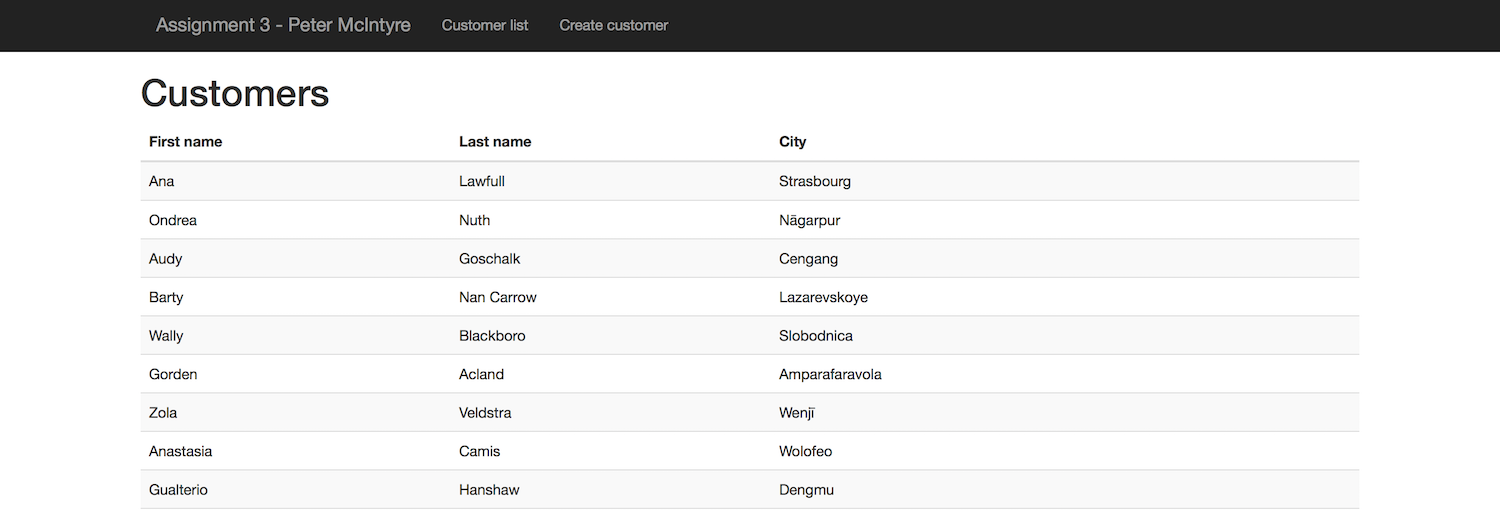 Assignment 3 - Peter McIntyre Customer list Create customer
Customers
First name Last name City
Ana Lawfull Strasbourg
Ondrea Nuth Nāgarpur
Audy Goschalk Cengang
Barty Nan Carrow Lazarevskoye
Wally Blackboro Slobodnica
Gorden Acland Amparafaravola
Zola Veldstra Wenjī
Anastasia Camis Wolofeo
Gualterio Hanshaw Dengmu